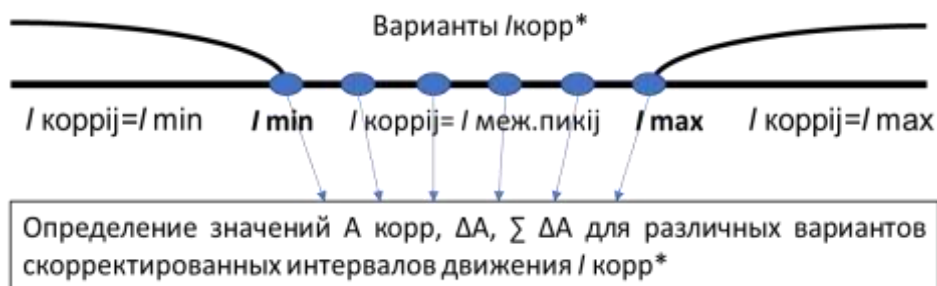 Варианты Iкорр*
I коррij=I min I min I коррij= I меж.пикij I max I коррij=I max
Определение значений А корр, ΔА, ∑ ΔА для различных вариантов
скорректированных интервалов движения I корр*